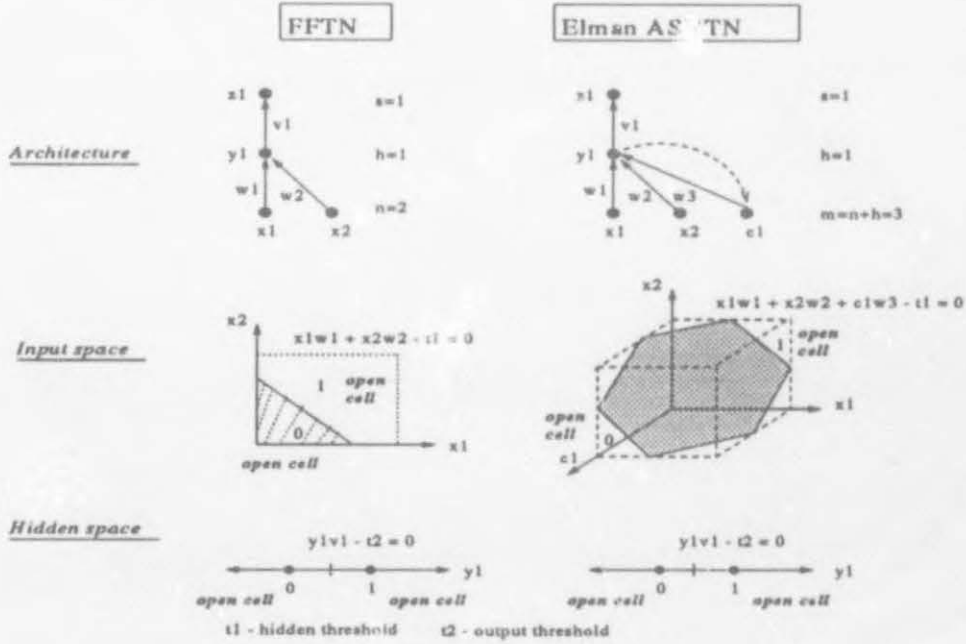 FFTN
Elman AS TN
z1
s=1
v1
Architecture
y1
h=1
w1
w2
n=2
x1
x2
z1
s=1
v1
y1
h=1
w1
w2
w3
m=n+h=3
x1
x2
c1
Input space
x2
x1w1 + x2w2 - t1 = 0
1
open
cell
0
x1
open cell
x2
x1w1 + x2w2 + c1w3 - t1 = 0
open
cell
1
x1
open
cell
0
c1
Hidden space
y1v1 - t2 = 0
0
1
y1
open cell
open cell
y1v1 - t2 = 0
0
1
y1
open cell
open cell
t1 - hidden threshold
t2 - output threshold